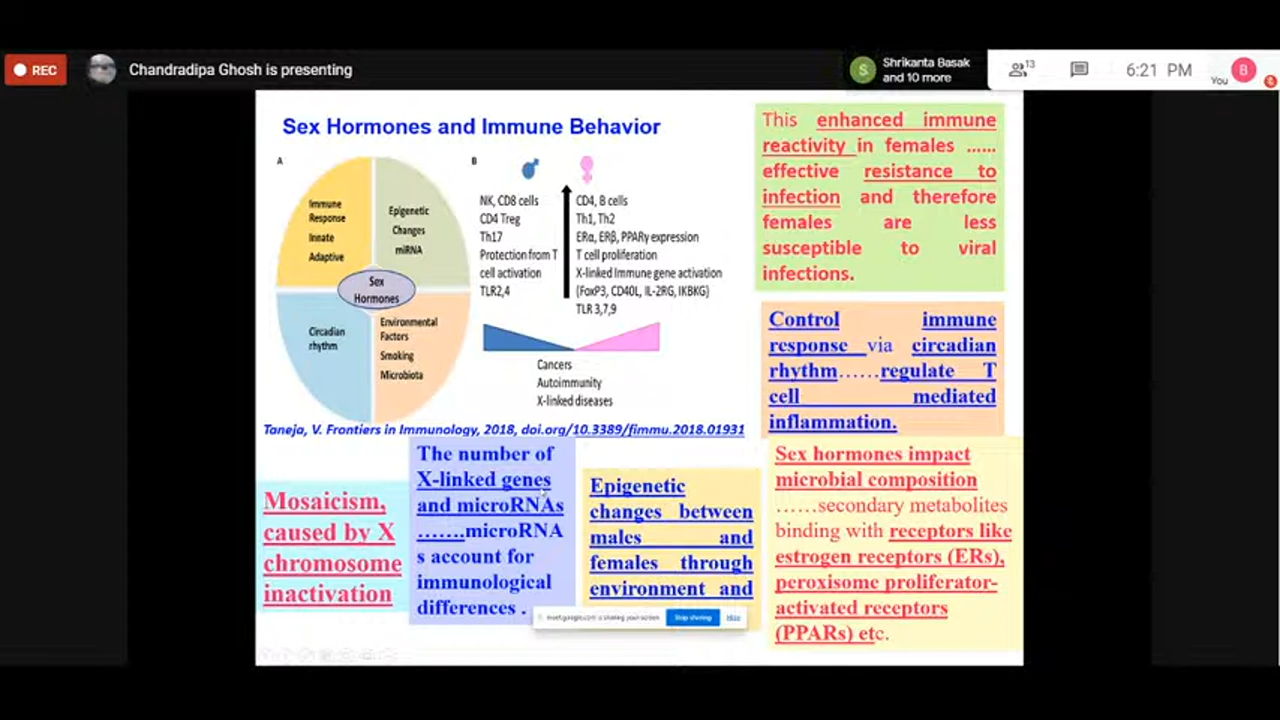 REC
Chandradipa Ghosh is presenting
S
Shrikanta Basak
and 10 more
13
6:21 PM
You
B
Sex Hormones and Immune Behavior
A
Immune
Response
Innate
Adaptive
Epigenetic
Changes
miRNA
Sex
Hormones
Circadian
rhythm
Environmental
Factors
Smoking
Microbiota
B
NK, CD8 cells
CD4 Treg
Th17
Protection from T
cell activation
TLR2,4
CD4, B cells
Th1, Th2
ERα, ERβ, PPARγ expression
T cell proliferation
X-linked Immune gene activation
(FoxP3, CD40L, IL-2RG, IKBKG)
TLR 3,7,9
Cancers
Autoimmunity
X-linked diseases
Taneja, V. Frontiers in Immunology, 2018, doi.org/10.3389/fimmu.2018.01931
This enhanced immune
reactivity in females ......
effective resistance to
infection and therefore
females are less
susceptible to viral
infections.
Control immune
response via circadian
rhythm......regulate T
cell mediated
inflammation.
Mosaicism,
caused by X
chromosome
inactivation
The number of
X-linked genes
and microRNAs
.......microRNA
s account for
immunological
differences .
Epigenetic
changes between
males and
females through
environment and
Sex hormones impact
microbial composition
......secondary metabolites
binding with receptors like
estrogen receptors (ERs),
peroxisome proliferator-
activated receptors
(PPARs) etc.
meet.google.com is sharing your screen
Stop sharing
Hide